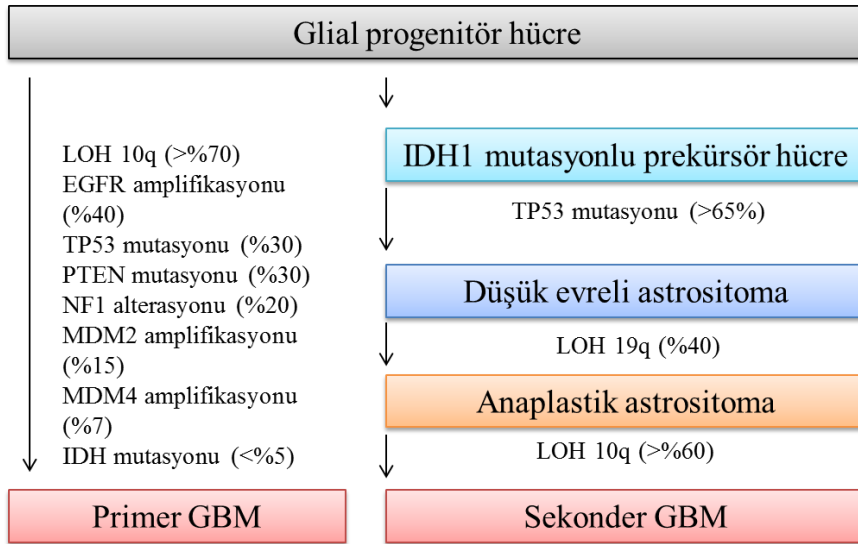 Glial progenitör hücre
LOH 10q (>%70)
EGFR amplifikasyonu
(%40)
TP53 mutasyonu (%30)
PTEN mutasyonu (%30)
NF1 alterasyonu (%20)
MDM2 amplifikasyonu
(%15)
MDM4 amplifikasyonu
(%7)
IDH mutasyonu (<%5)
Primer GBM
IDH1 mutasyonlu prekürsör hücre
TP53 mutasyonu (>65%)
Düşük evreli astrositoma
LOH 19q (%40)
Anaplastik astrositoma
LOH 10q (>%60)
Sekonder GBM